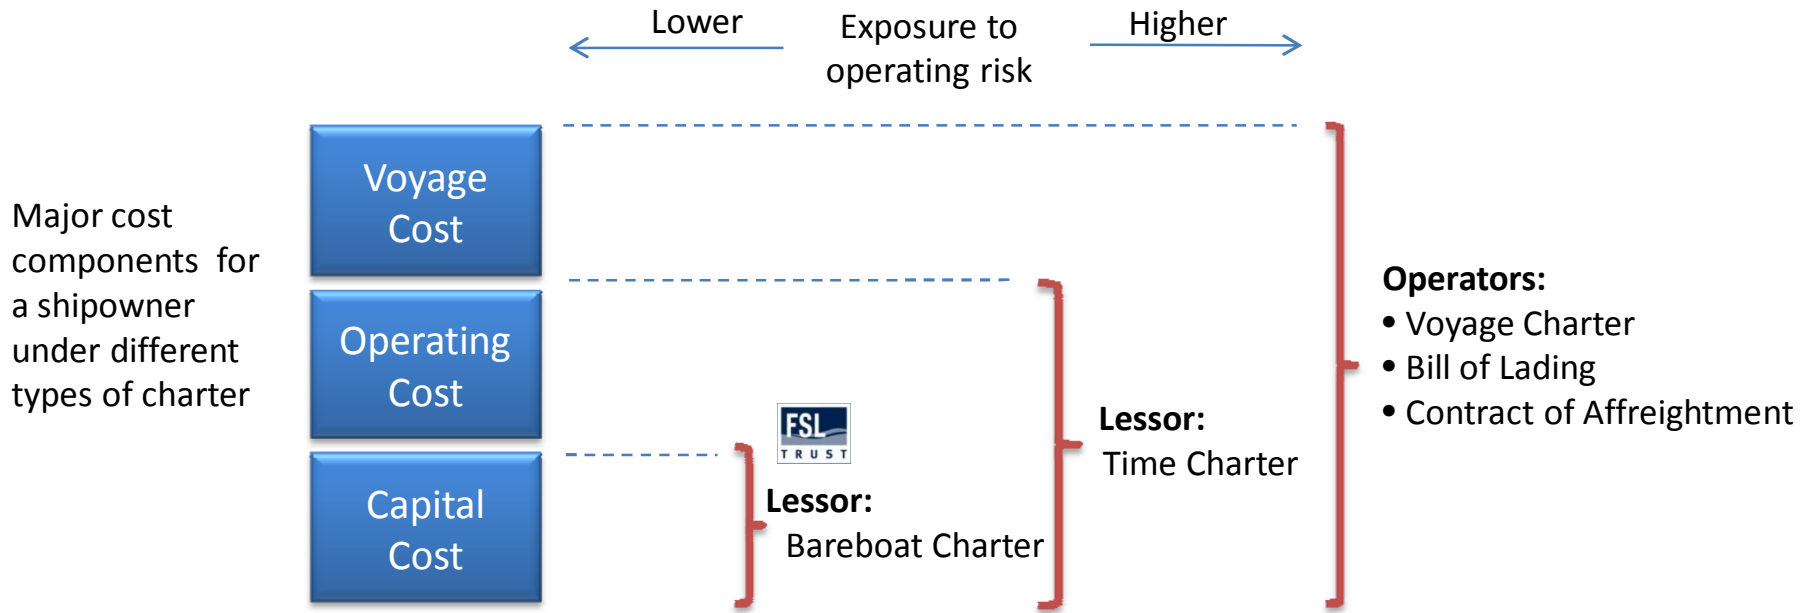 Lower
Exposure to
operating risk
Higher
Major cost
components for
a shipowner
under different
types of charter
Voyage
Cost
Operating
Cost
Capital
Cost
FSL
TRUST
Lessor:
Bareboat Charter
Lessor:
Time Charter
Operators:
• Voyage Charter
• Bill of Lading
• Contract of Affreightment